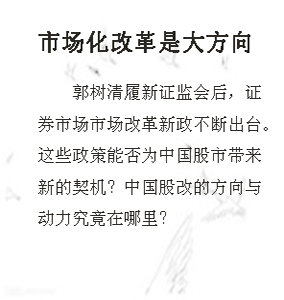 市场化改革是大方向
郭树清履新证监会后，证
券市场市场改革新政不断出台。
这些政策能否为中国股市带来
新的契机？中国股改的方向与
动力究竟在哪里？